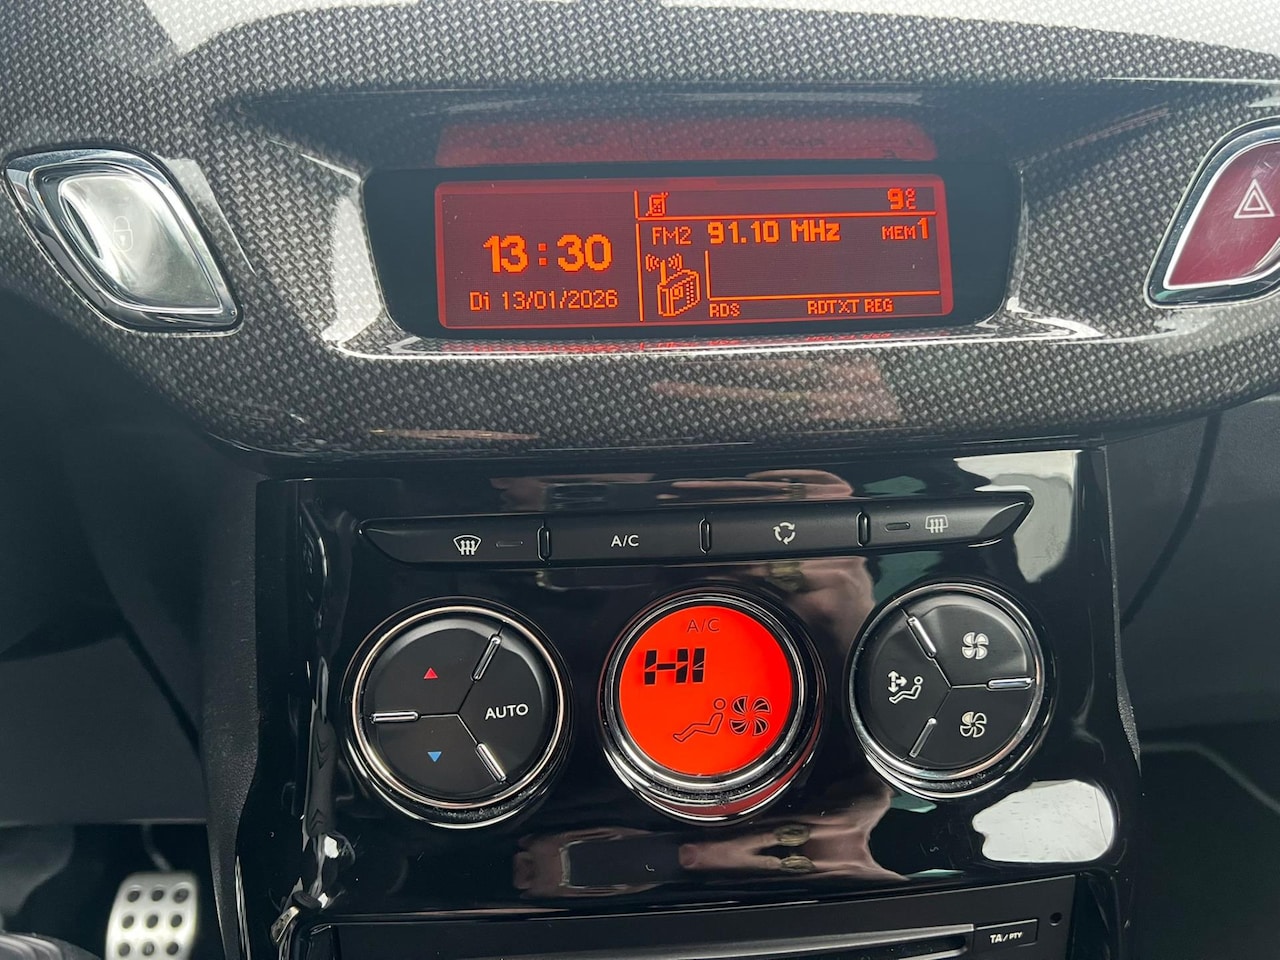 9°C
13:30
Di 13/01/2026
FM2 91.10 MHz MEM1
RDS RDTXT REG
A/C
A/C
HI
AUTO
TA/PTY